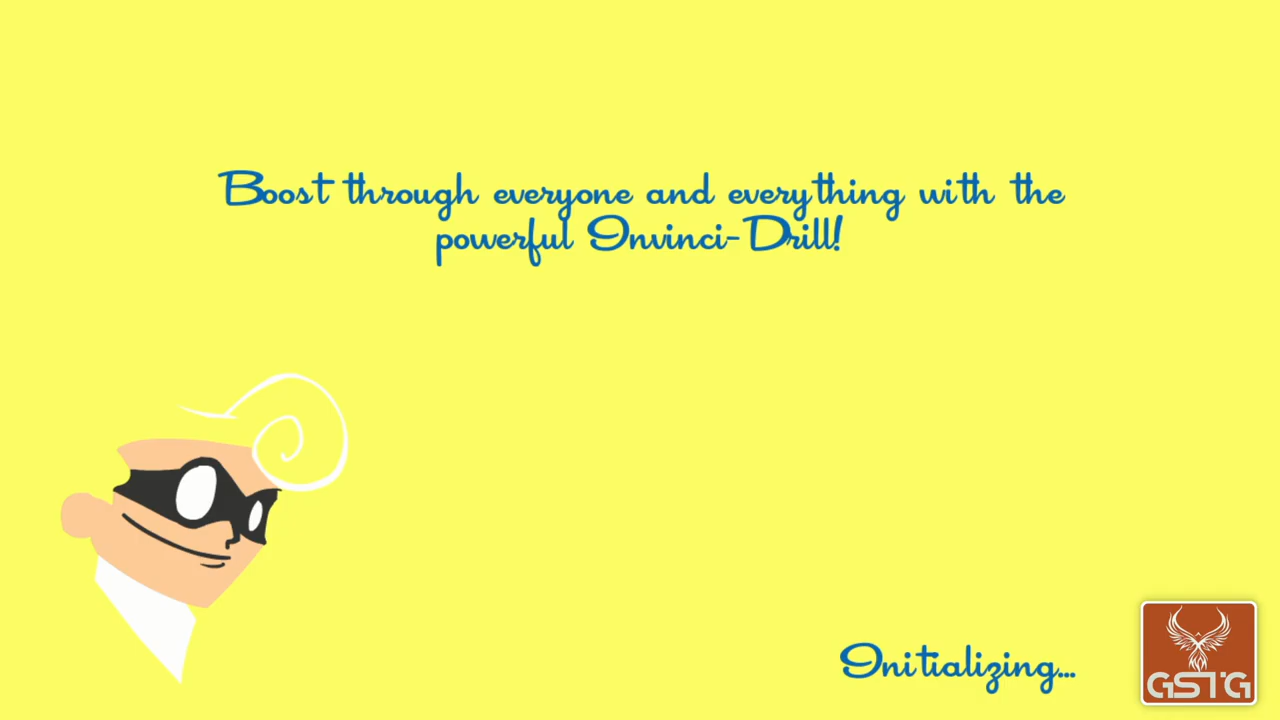 Boost through everyone and everything with the
powerful Invinci-Drill!
Initializing...
GSTG